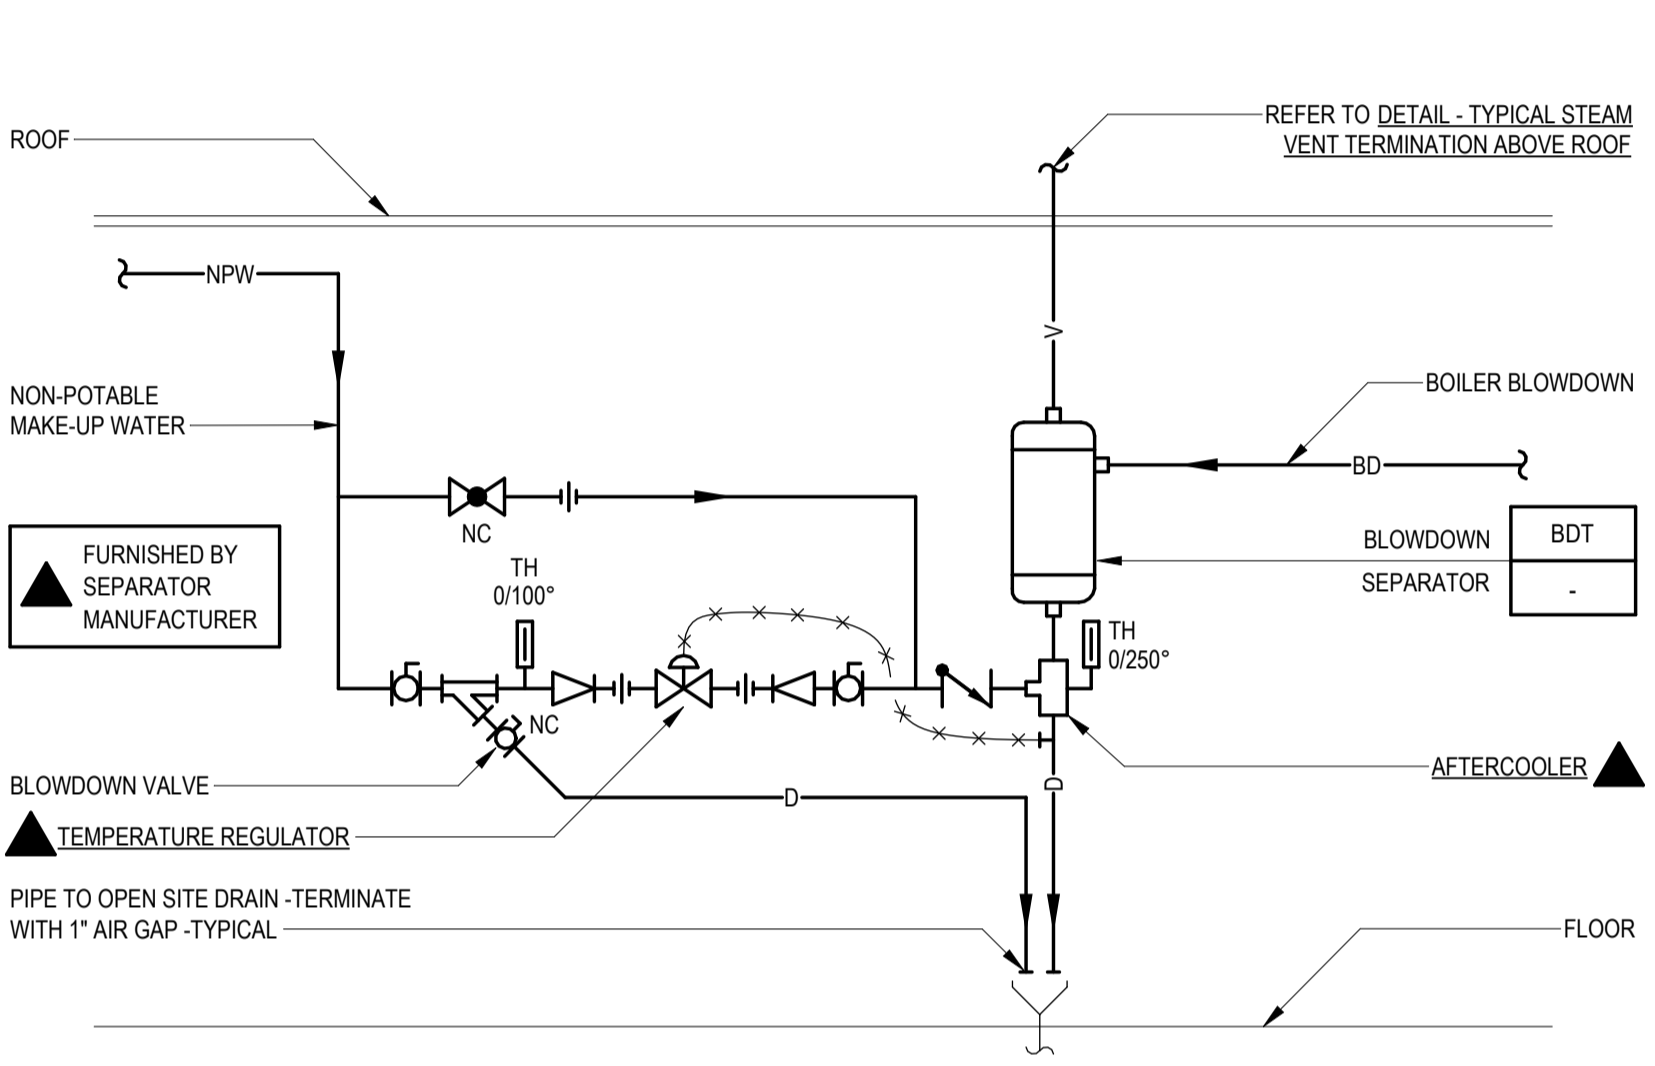 REFER TO DETAIL - TYPICAL STEAM
VENT TERMINATION ABOVE ROOF
ROOF
NPW
V
NON-POTABLE
MAKE-UP WATER
BOILER BLOWDOWN
BD
NC
FURNISHED BY
SEPARATOR
MANUFACTURER
TH
0/100°
BLOWDOWN
SEPARATOR
BDT
-
TH
0/250°
NC
BLOWDOWN VALVE
AFTERCOOLER
D
D
TEMPERATURE REGULATOR
PIPE TO OPEN SITE DRAIN -TERMINATE
WITH 1" AIR GAP -TYPICAL
FLOOR